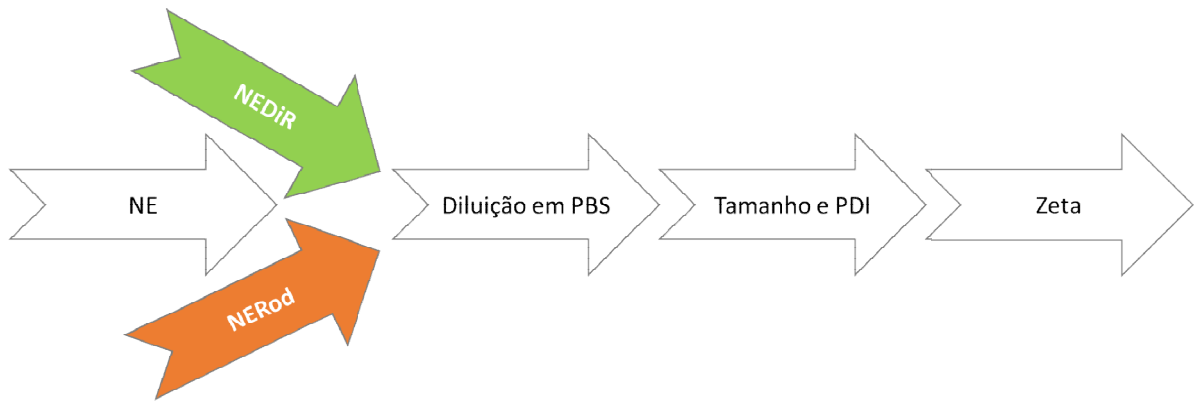 NEDiR
NE
NERod
Diluição em PBS
Tamanho e PDI
Zeta